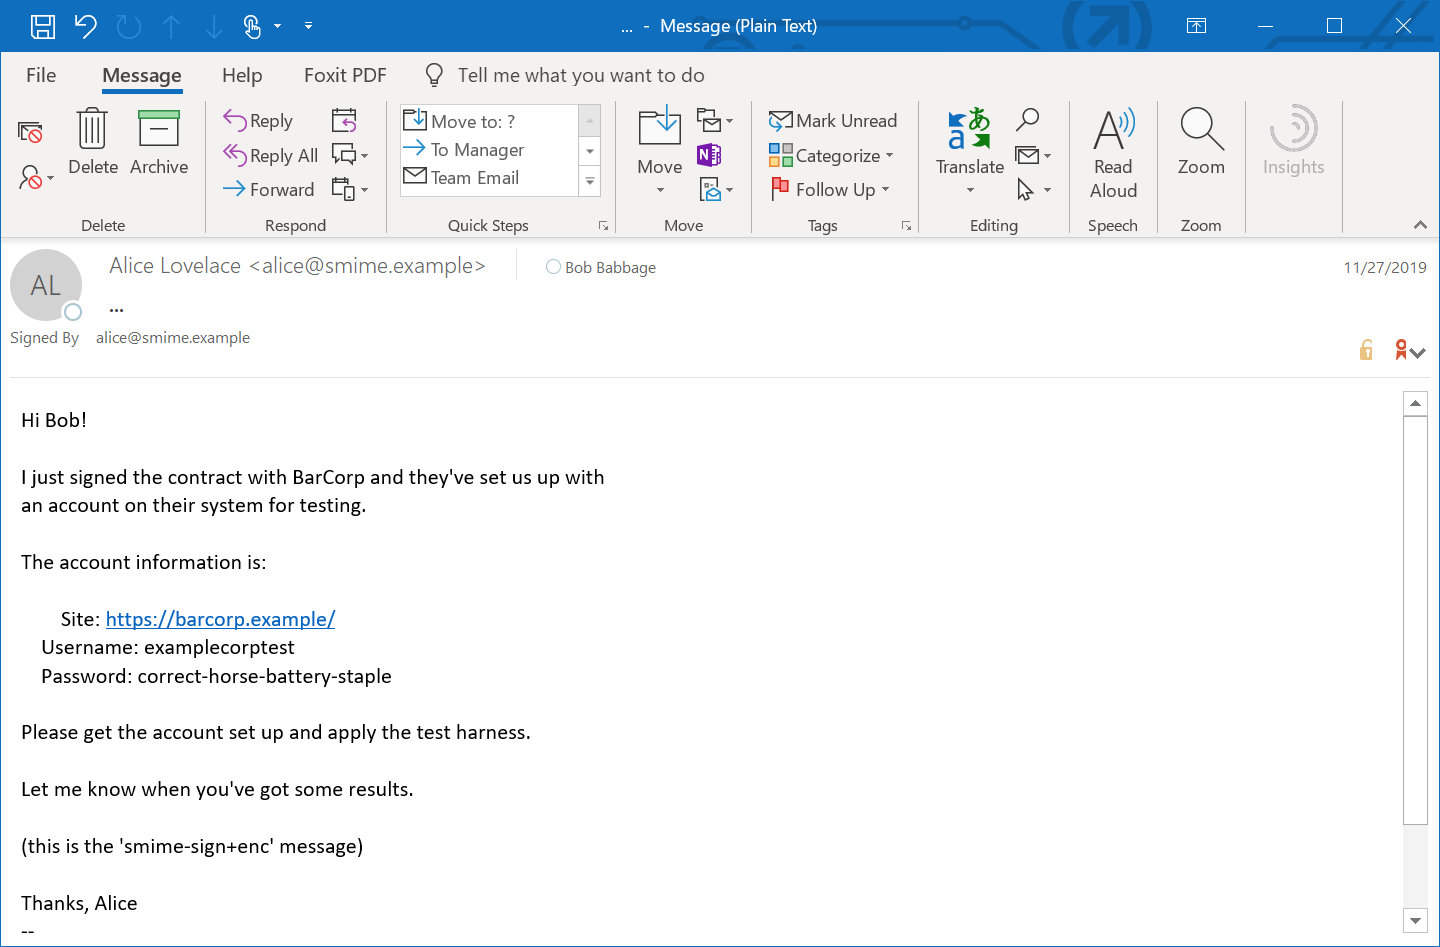 ... - Message (Plain Text)
File Message Help Foxit PDF Tell me what you want to do
Delete
Archive
Delete
Reply
Reply All
Forward
Respond
Move to: ?
To Manager
Team Email
Quick Steps
Move
Move
Mark Unread
Categorize
Follow Up
Tags
Translate
Editing
Read
Aloud
Speech
Zoom
Zoom
Insights
AL
Alice Lovelace <alice@smime.example>
Bob Babbage
11/27/2019
...
Signed By alice@smime.example
Hi Bob!
I just signed the contract with BarCorp and they've set us up with
an account on their system for testing.
The account information is:
Site: https://barcorp.example/
Username: examplecorptest
Password: correct-horse-battery-staple
Please get the account set up and apply the test harness.
Let me know when you've got some results.
(this is the 'smime-sign+enc' message)
Thanks, Alice
--